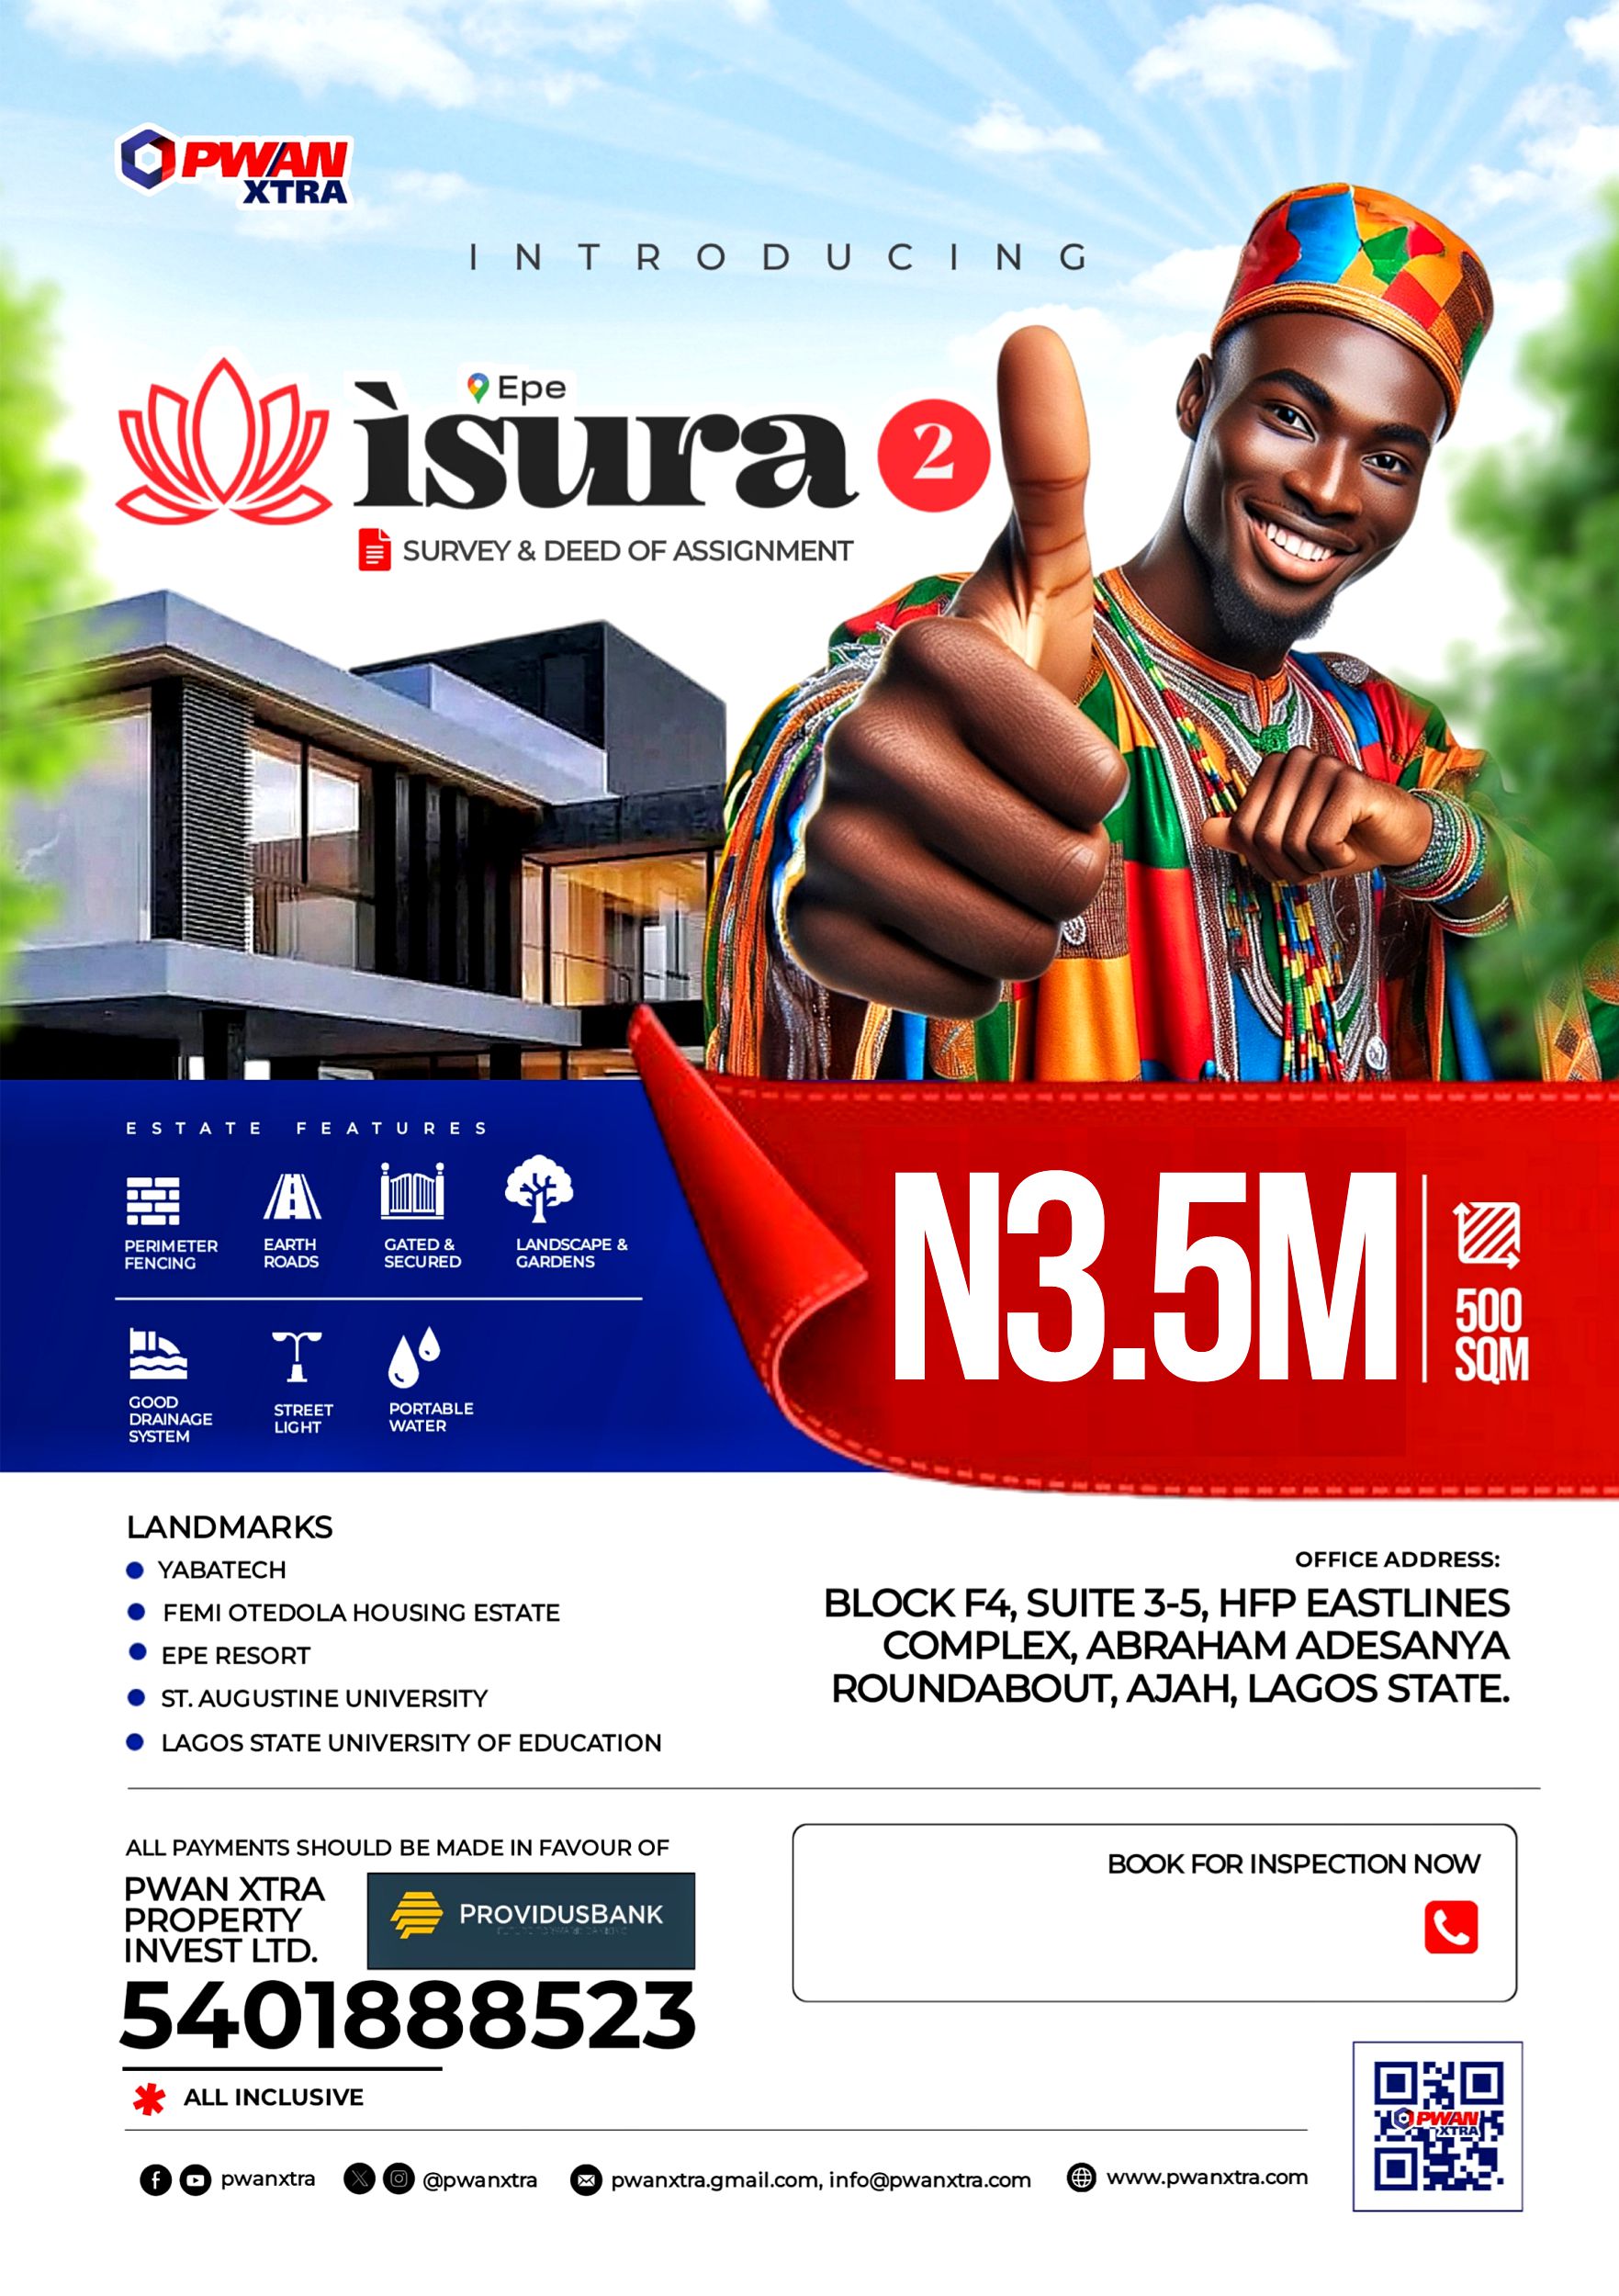 PWAN
XTRA
INTRODUCING
Epe
ìsura 2
SURVEY & DEED OF ASSIGNMENT
ESTATE FEATURES
PERIMETER
FENCING
EARTH
ROADS
GATED &
SECURED
LANDSCAPE &
GARDENS
GOOD
DRAINAGE
SYSTEM
STREET
LIGHT
PORTABLE
WATER
N3.5M
500
SQM
LANDMARKS
YABATECH
FEMI OTEDOLA HOUSING ESTATE
EPE RESORT
ST. AUGUSTINE UNIVERSITY
LAGOS STATE UNIVERSITY OF EDUCATION
OFFICE ADDRESS:
BLOCK F4, SUITE 3-5, HFP EASTLINES
COMPLEX, ABRAHAM ADESANYA
ROUNDABOUT, AJAH, LAGOS STATE.
ALL PAYMENTS SHOULD BE MADE IN FAVOUR OF
PWAN XTRA
PROPERTY
INVEST LTD.
PROVIDUSBANK
5401888523
ALL INCLUSIVE
BOOK FOR INSPECTION NOW
PWAN
XTRA
pwanxtra
@pwanxtra
pwanxtra.gmail.com, info@pwanxtra.com
www.pwanxtra.com